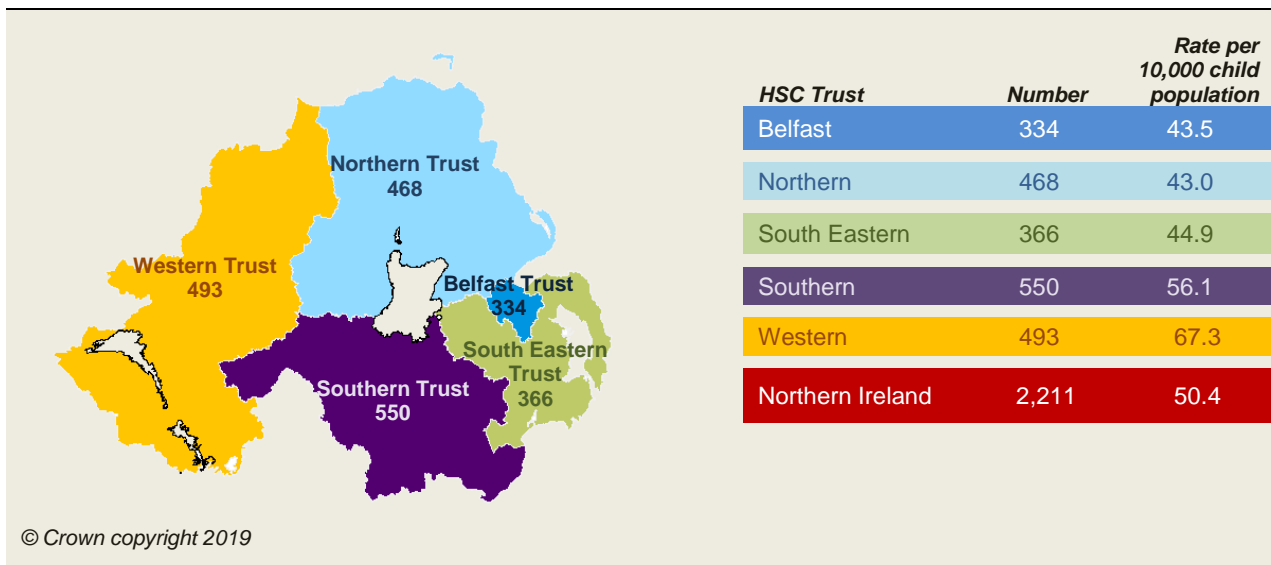 Northern Trust
468
Western Trust
493
Belfast Trust
334
South Eastern
Trust
366
Southern Trust
550
© Crown copyright 2019
Rate per
10,000 child
HSC Trust Number population
Belfast 334 43.5
Northern 468 43.0
South Eastern 366 44.9
Southern 550 56.1
Western 493 67.3
Northern Ireland 2,211 50.4